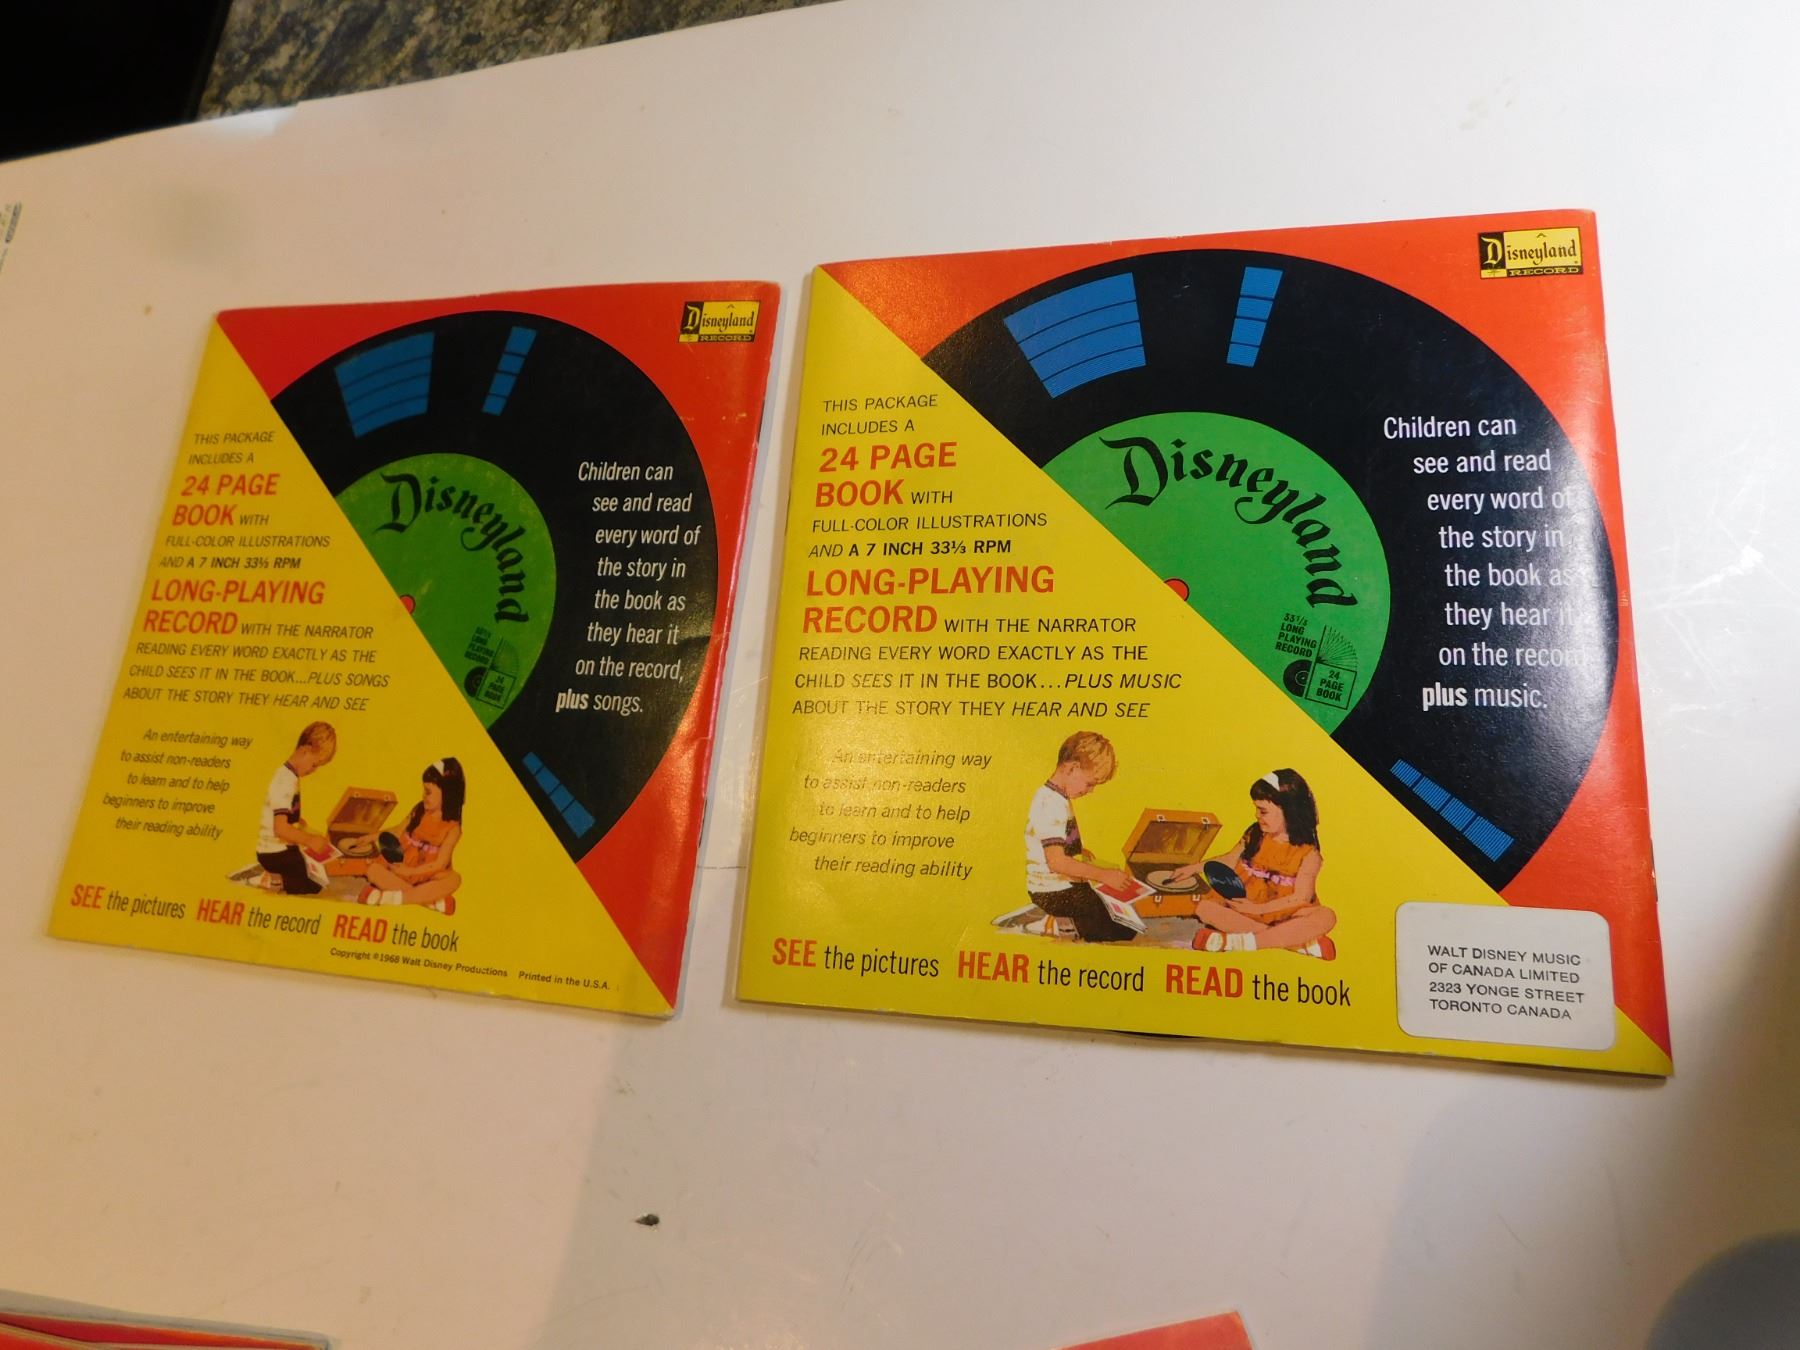 Disneyland
RECORD
THIS PACKAGE
INCLUDES A
24 PAGE
BOOK WITH
FULL-COLOR ILLUSTRATIONS
AND A 7 INCH 33⅓ RPM
LONG-PLAYING
RECORD WITH THE NARRATOR
READING EVERY WORD EXACTLY AS THE
CHILD SEES IT IN THE BOOK...PLUS SONGS
ABOUT THE STORY THEY HEAR AND SEE
An entertaining way
to assist non-readers
to learn and to help
beginners to improve
their reading ability
Disneyland
33⅓
LONG
PLAYING
RECORD
24
PAGE
BOOK
Children can
see and read
every word of
the story in
the book as
they hear it
on the record,
plus songs.
SEE the pictures HEAR the record READ the book
Copyright ©1968 Walt Disney Productions Printed in the U.S.A.
Disneyland
RECORD
THIS PACKAGE
INCLUDES A
24 PAGE
BOOK WITH
FULL-COLOR ILLUSTRATIONS
AND A 7 INCH 33⅓ RPM
LONG-PLAYING
RECORD WITH THE NARRATOR
READING EVERY WORD EXACTLY AS THE
CHILD SEES IT IN THE BOOK...PLUS MUSIC
ABOUT THE STORY THEY HEAR AND SEE
An entertaining way
to assist non-readers
to learn and to help
beginners to improve
their reading ability
Disneyland
33⅓
LONG
PLAYING
RECORD
24
PAGE
BOOK
Children can
see and read
every word of
the story in
the book as
they hear it
on the record
plus music.
SEE the pictures HEAR the record READ the book
WALT DISNEY MUSIC
OF CANADA LIMITED
2323 YONGE STREET
TORONTO CANADA